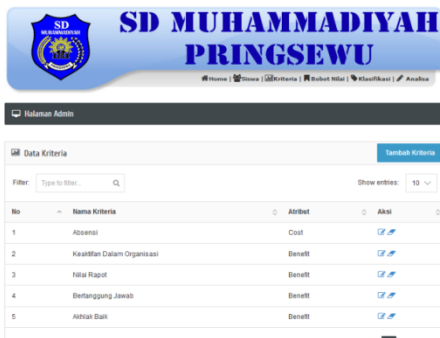 SD
MUHAMMADIYAH
SD MUHAMMADIYAH
PRINGSEWU
Home | Siswa | Kriteria | Bobot Nilai | Klasifikasi | Analisa
Halaman Admin
Data Kriteria
Tambah Kriteria
Filter: Type to filter... Show entries: 10
No Nama Kriteria Atribut Aksi
1 Absensi Cost
2 Keaktifan Dalam Organisasi Benefit
3 Nilai Rapot Benefit
4 Bertanggung Jawab Benefit
5 Akhlak Baik Benefit